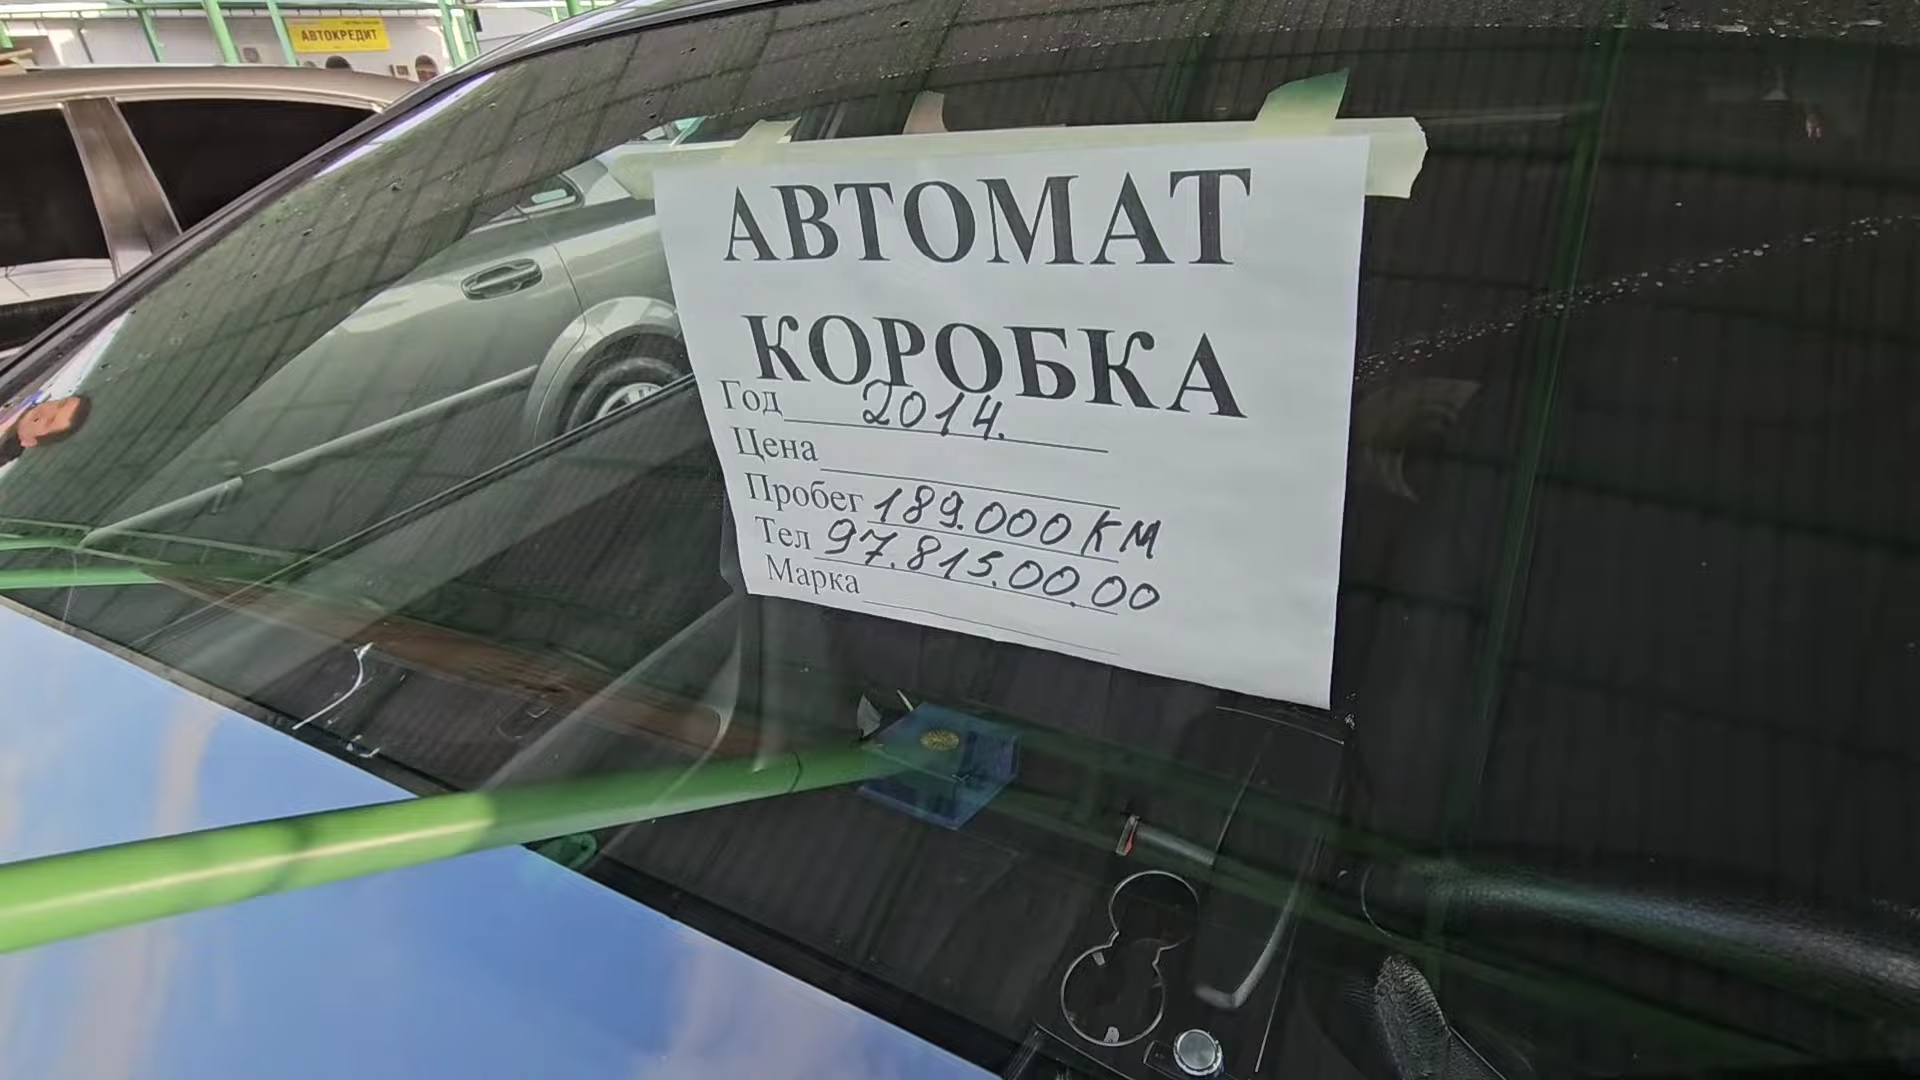 АВТОКРЕДИТ
АВТОМАТ
КОРОБКА
Год 2014.
Цена
Пробег 189.000 КМ
Тел 97.815.00.00
Марка